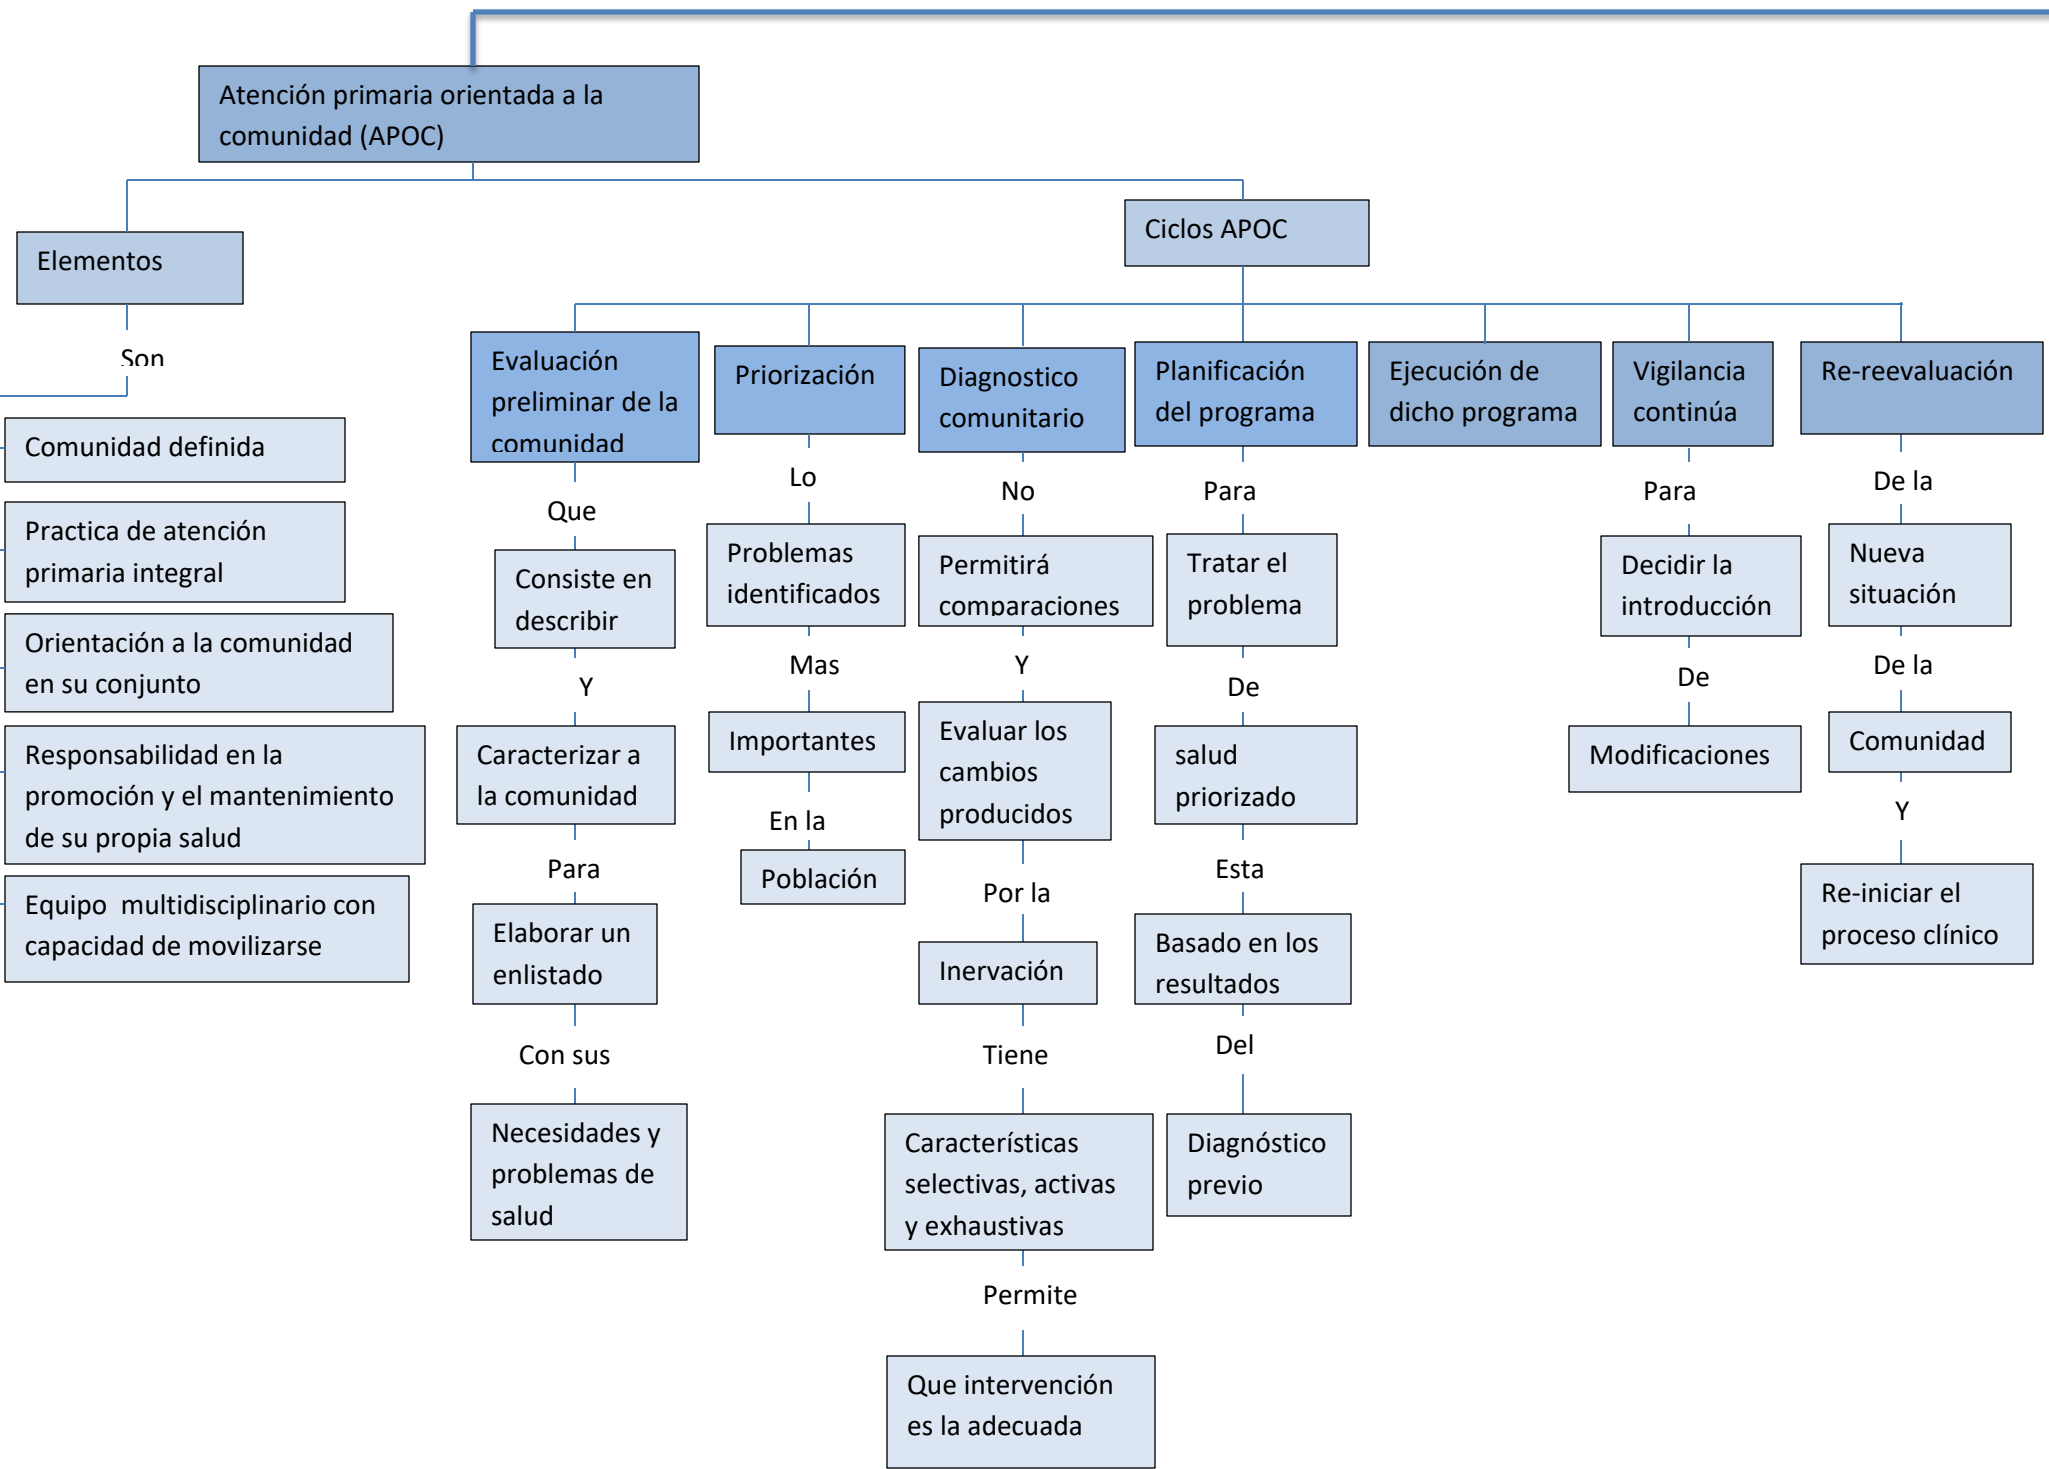 Atención primaria orientada a la
comunidad (APOC)
Elementos
Son
Comunidad definida
Practica de atención
primaria integral
Orientación a la comunidad
en su conjunto
Responsabilidad en la
promoción y el mantenimiento
de su propia salud
Equipo  multidisciplinario con
capacidad de movilizarse
Ciclos APOC
Evaluación
preliminar de la
comunidad
Que
Consiste en
describir
Y
Caracterizar a
la comunidad
Para
Elaborar un
enlistado
Con sus
Necesidades y
problemas de
salud
Priorización
Lo
Problemas
identificados
Mas
Importantes
En la
Población
Diagnostico
comunitario
No
Permitirá
comparaciones
Y
Evaluar los
cambios
producidos
Por la
Inervación
Tiene
Características
selectivas, activas
y exhaustivas
Permite
Que intervención
es la adecuada
Planificación
del programa
Para
Tratar el
problema
De
salud
priorizado
Esta
Basado en los
resultados
Del
Diagnóstico
previo
Ejecución de
dicho programa
Vigilancia
continúa
Para
Decidir la
introducción
De
Modificaciones
Re-reevaluación
De la
Nueva
situación
De la
Comunidad
Y
Re-iniciar el
proceso clínico